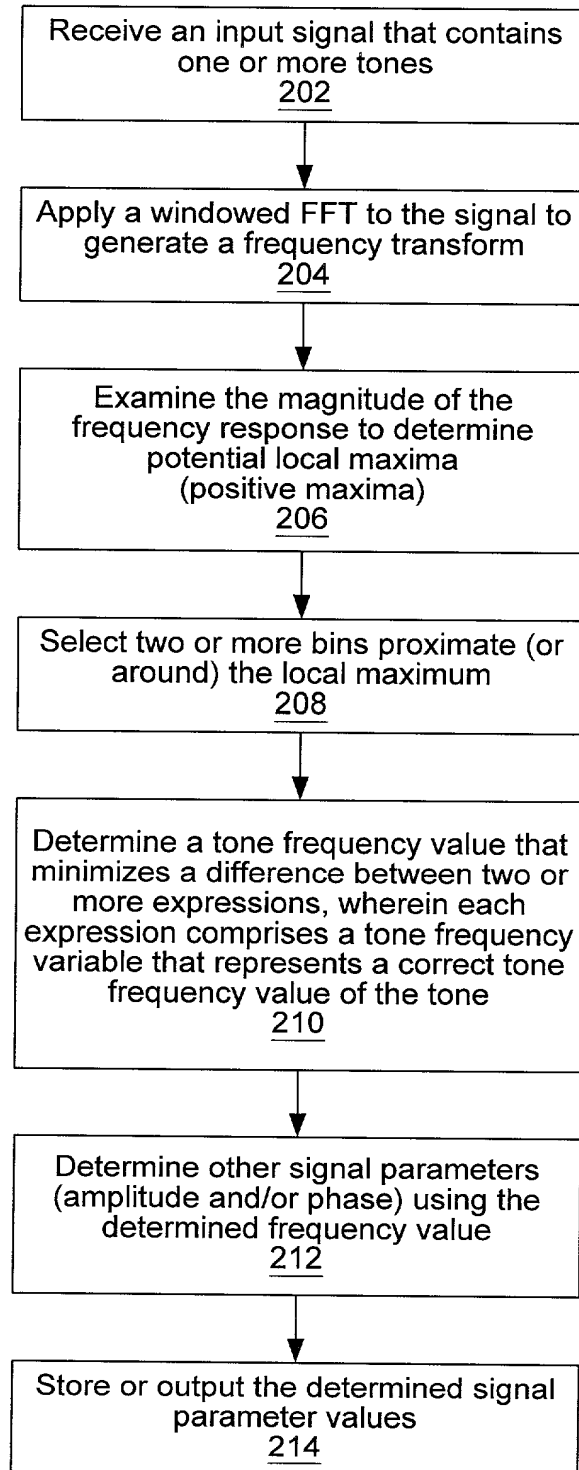 Receive an input signal that contains
one or more tones
202
Apply a windowed FFT to the signal to
generate a frequency transform
204
Examine the magnitude of the
frequency response to determine
potential local maxima
(positive maxima)
206
Select two or more bins proximate (or
around) the local maximum
208
Determine a tone frequency value that
minimizes a difference between two or
more expressions, wherein each
expression comprises a tone frequency
variable that represents a correct tone
frequency value of the tone
210
Determine other signal parameters
(amplitude and/or phase) using the
determined frequency value
212
Store or output the determined signal
parameter values
214